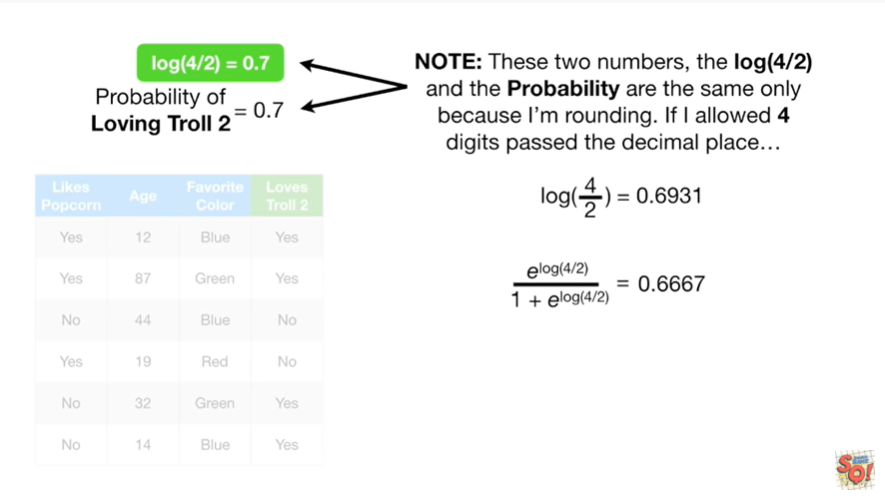 log(4/2) = 0.7
Probability of
Loving Troll 2 = 0.7
NOTE: These two numbers, the log(4/2)
and the Probability are the same only
because I'm rounding. If I allowed 4
digits passed the decimal place…
log(4/2) = 0.6931
e^log(4/2) / (1 + e^log(4/2)) = 0.6667
Likes Popcorn Age Favorite Color Loves Troll 2
Yes 12 Blue Yes
Yes 87 Green Yes
No 44 Blue No
Yes 19 Red No
No 32 Green Yes
No 14 Blue Yes
SQ!